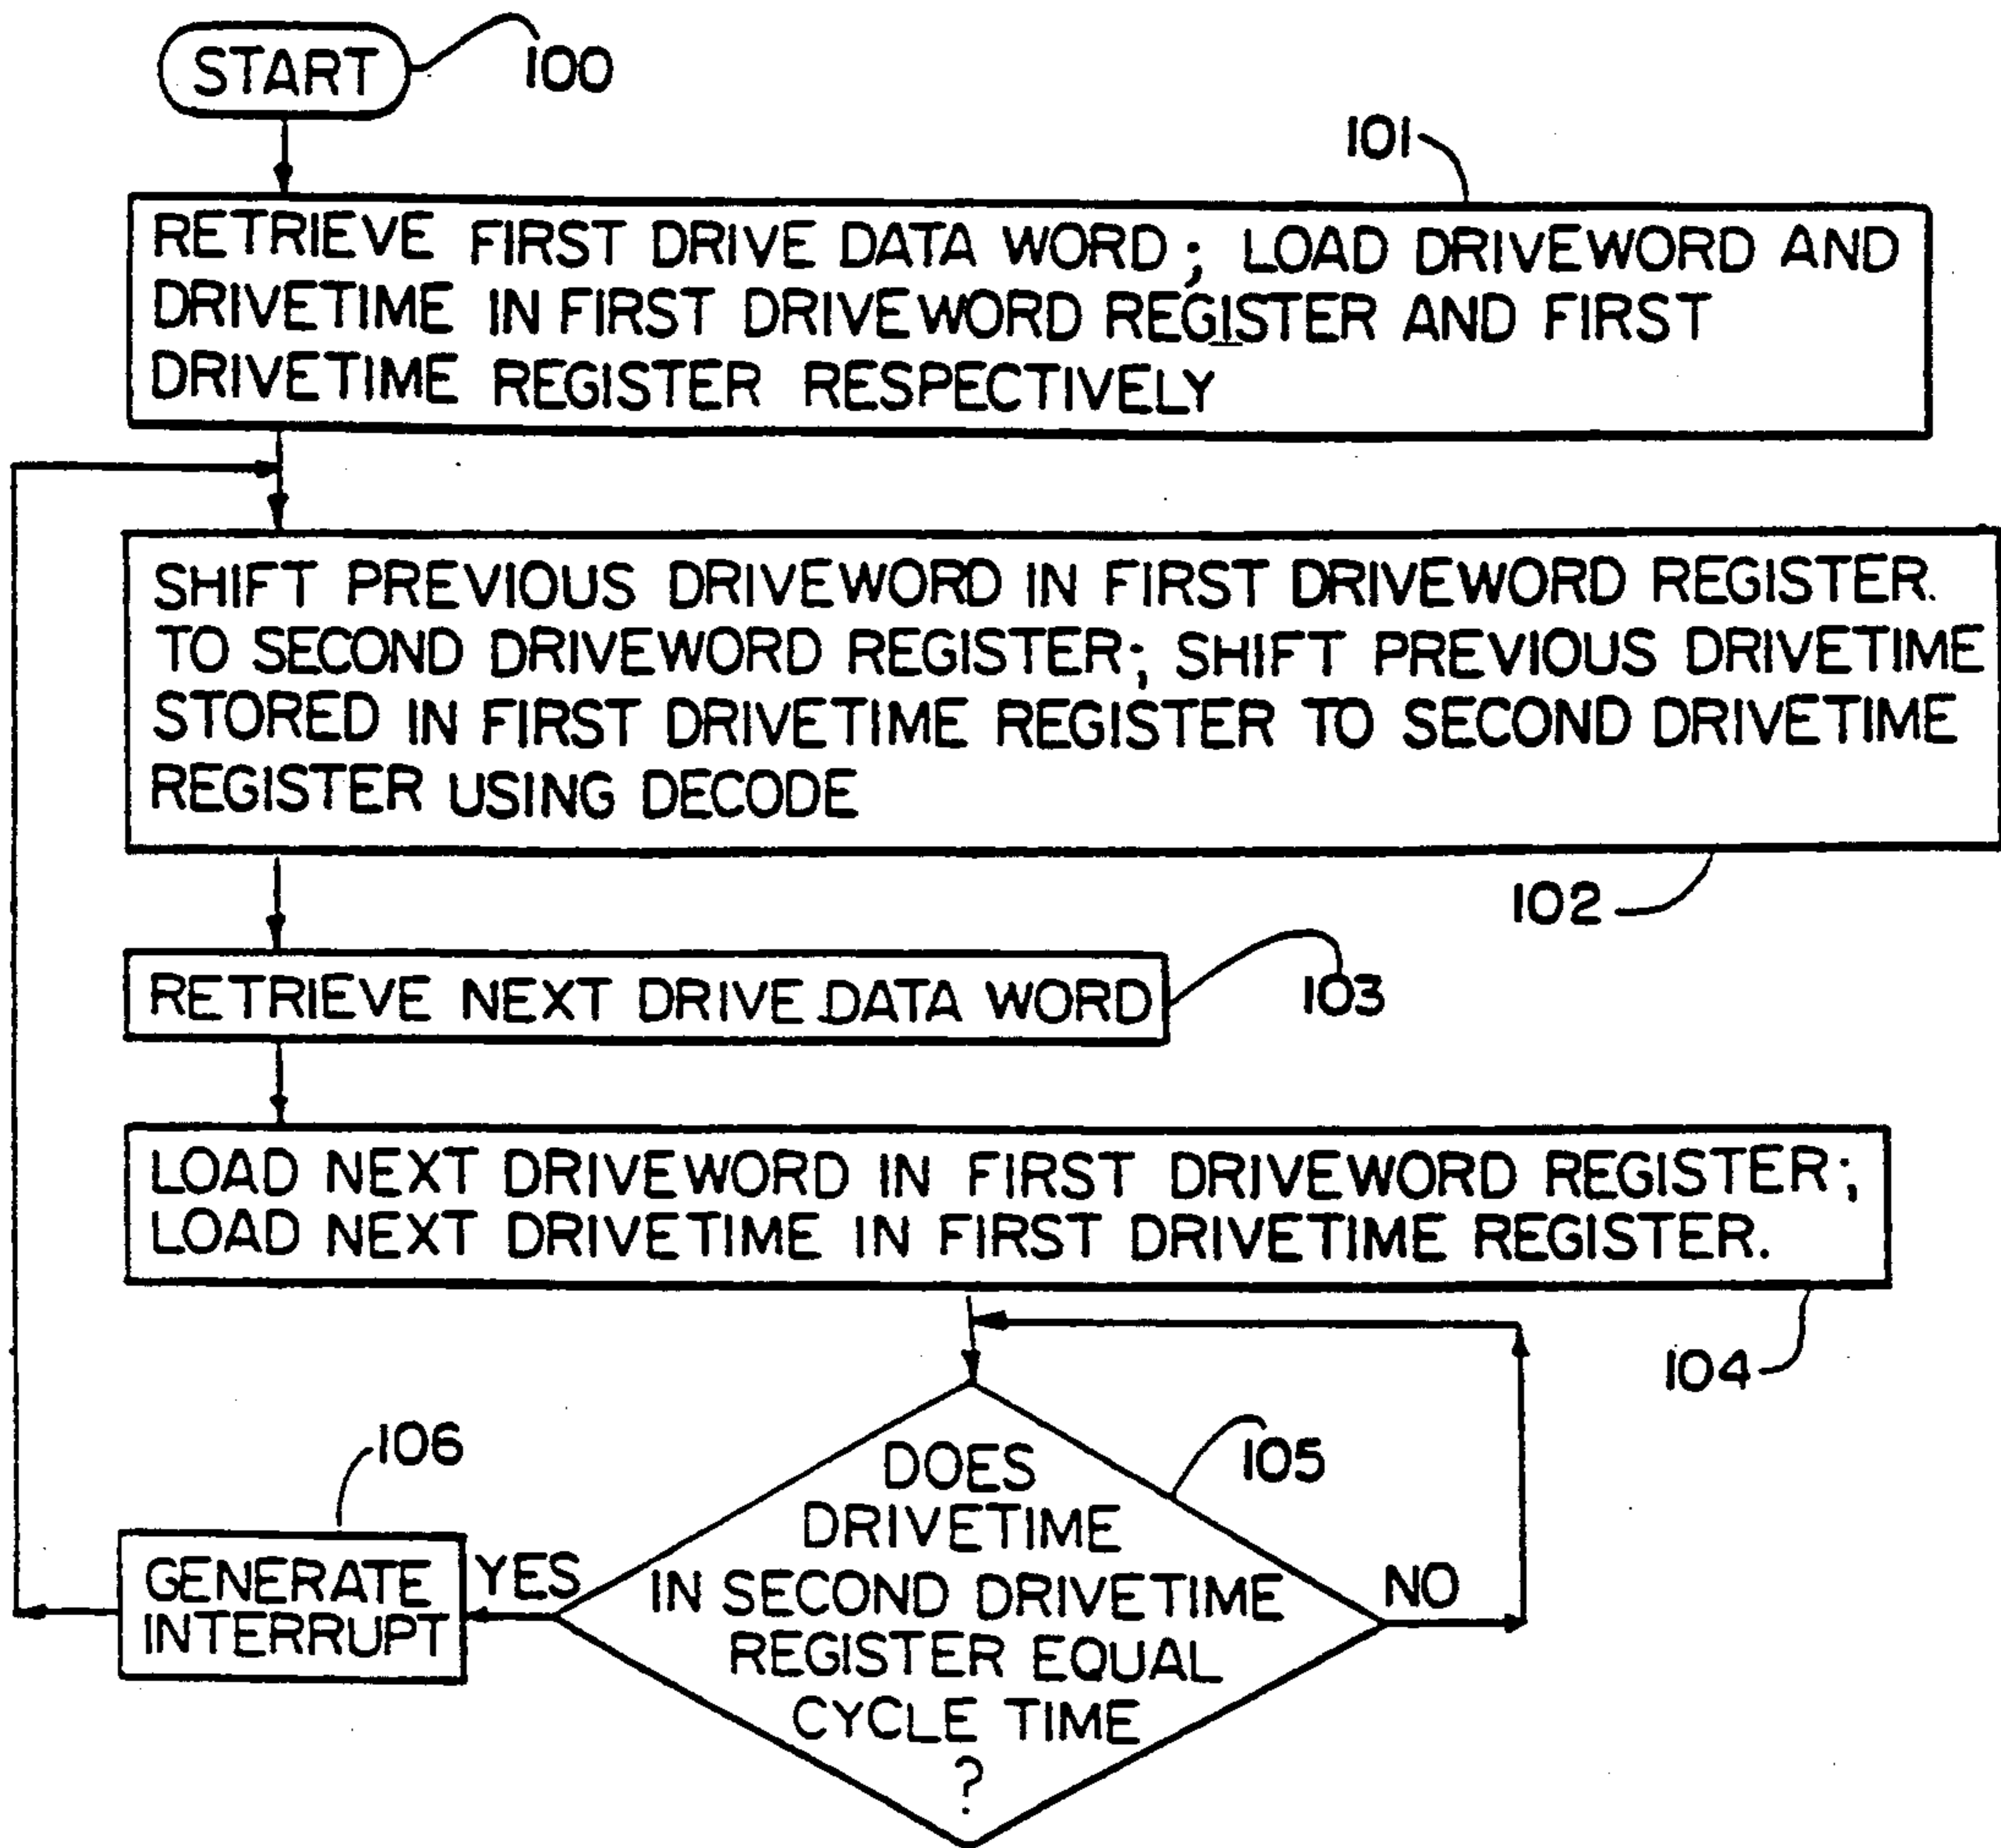 START
100
101
RETRIEVE FIRST DRIVE DATA WORD; LOAD DRIVEWORD AND
DRIVETIME IN FIRST DRIVEWORD REGISTER AND FIRST
DRIVETIME REGISTER RESPECTIVELY
SHIFT PREVIOUS DRIVEWORD IN FIRST DRIVEWORD REGISTER.
TO SECOND DRIVEWORD REGISTER; SHIFT PREVIOUS DRIVETIME
STORED IN FIRST DRIVETIME REGISTER TO SECOND DRIVETIME
REGISTER USING DECODE
102
RETRIEVE NEXT DRIVE DATA WORD
103
LOAD NEXT DRIVEWORD IN FIRST DRIVEWORD REGISTER;
LOAD NEXT DRIVETIME IN FIRST DRIVETIME REGISTER.
104
105
DOES
DRIVETIME
IN SECOND DRIVETIME
REGISTER EQUAL
CYCLE TIME
?
NO
YES
106
GENERATE
INTERRUPT